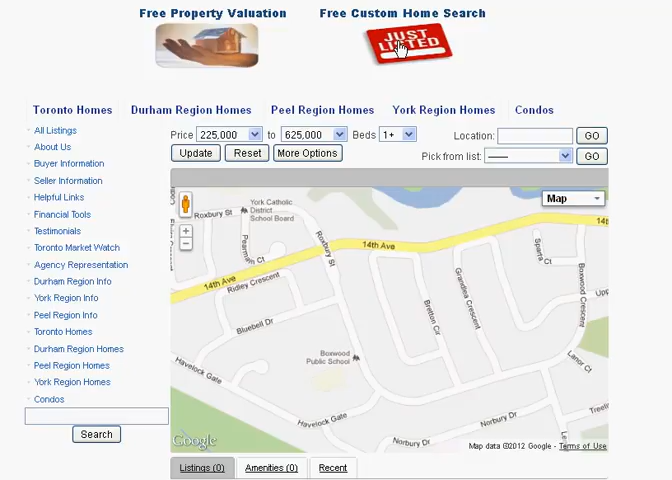 Free Property Valuation
Free Custom Home Search
JUST
LISTED
Toronto Homes
Durham Region Homes
Peel Region Homes
York Region Homes
Condos
All Listings
About Us
Buyer Information
Seller Information
Helpful Links
Financial Tools
Testimonials
Toronto Market Watch
Agency Representation
Durham Region Info
York Region Info
Peel Region Info
Toronto Homes
Durham Region Homes
Peel Region Homes
York Region Homes
Condos
Search
Price 225,000 to 625,000 Beds 1+
Location: GO
Update Reset More Options
Pick from list: ------ GO
Map
York Catholic
District
School Board
Roxbury St
Roxbury St
14th Ave
14th
14th Ave
Ridley Crescent
Bluebell Dr
Bretton Cir
Grandlea Crescent
Sparta Ct
Boxwood Crescent
Boxwood
Public School
Lanor Ct
Havelock Gate
Havelock Gate
Norbury Dr
Norbury Dr
Google
Map data ©2012 Google - Terms of Use
Listings (0) Amenities (0) Recent